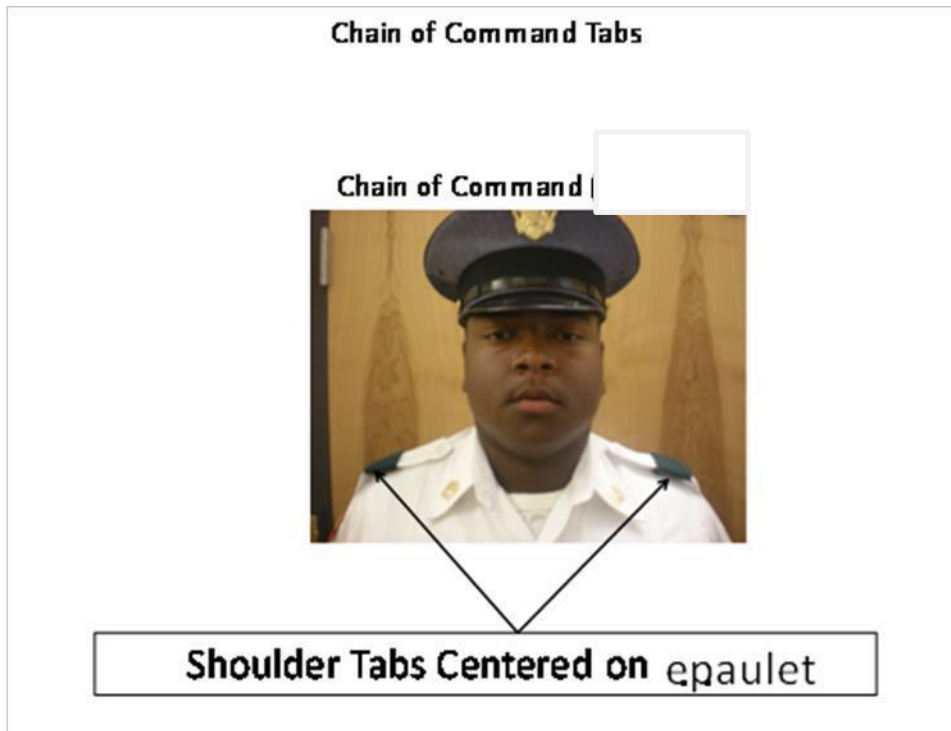 Chain of Command Tabs
Chain of Command
Shoulder Tabs Centered on epaulet